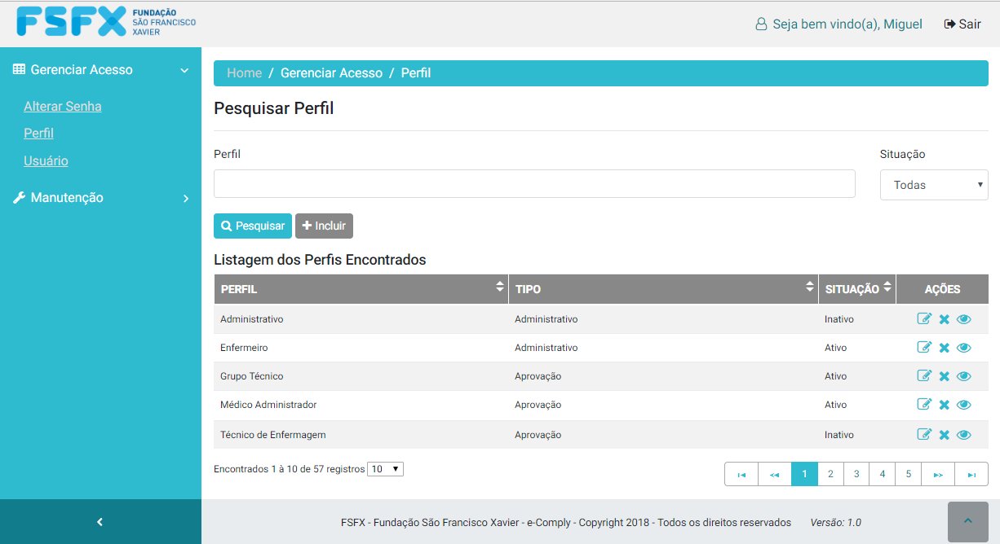 FSFX FUNDAÇÃO
SÃO FRANCISCO
XAVIER
Seja bem vindo(a), Miguel
Sair
Gerenciar Acesso
Alterar Senha
Perfil
Usuário
Manutenção
Home / Gerenciar Acesso / Perfil
Pesquisar Perfil
Perfil
Situação
Todas
Pesquisar
Incluir
Listagem dos Perfis Encontrados
PERFIL TIPO SITUAÇÃO AÇÕES
Administrativo Administrativo Inativo
Enfermeiro Administrativo Ativo
Grupo Técnico Aprovação Ativo
Médico Administrador Aprovação Ativo
Técnico de Enfermagem Aprovação Inativo
Encontrados 1 à 10 de 57 registros 10
1 2 3 4 5
FSFX - Fundação São Francisco Xavier - e-Comply - Copyright 2018 - Todos os direitos reservados Versão: 1.0